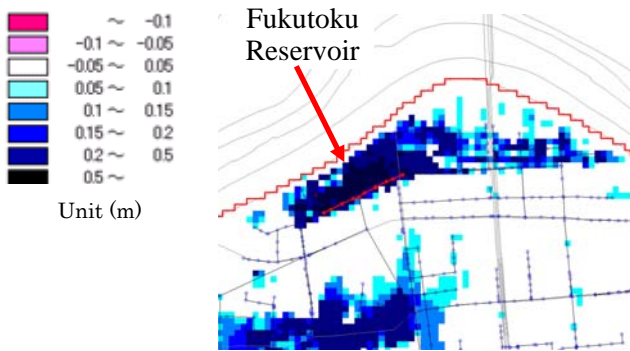 ～ -0.1
-0.1 ～ -0.05
-0.05 ～ 0.05
0.05 ～ 0.1
0.1 ～ 0.15
0.15 ～ 0.2
0.2 ～ 0.5
0.5 ～
Unit (m)
Fukutoku
Reservoir